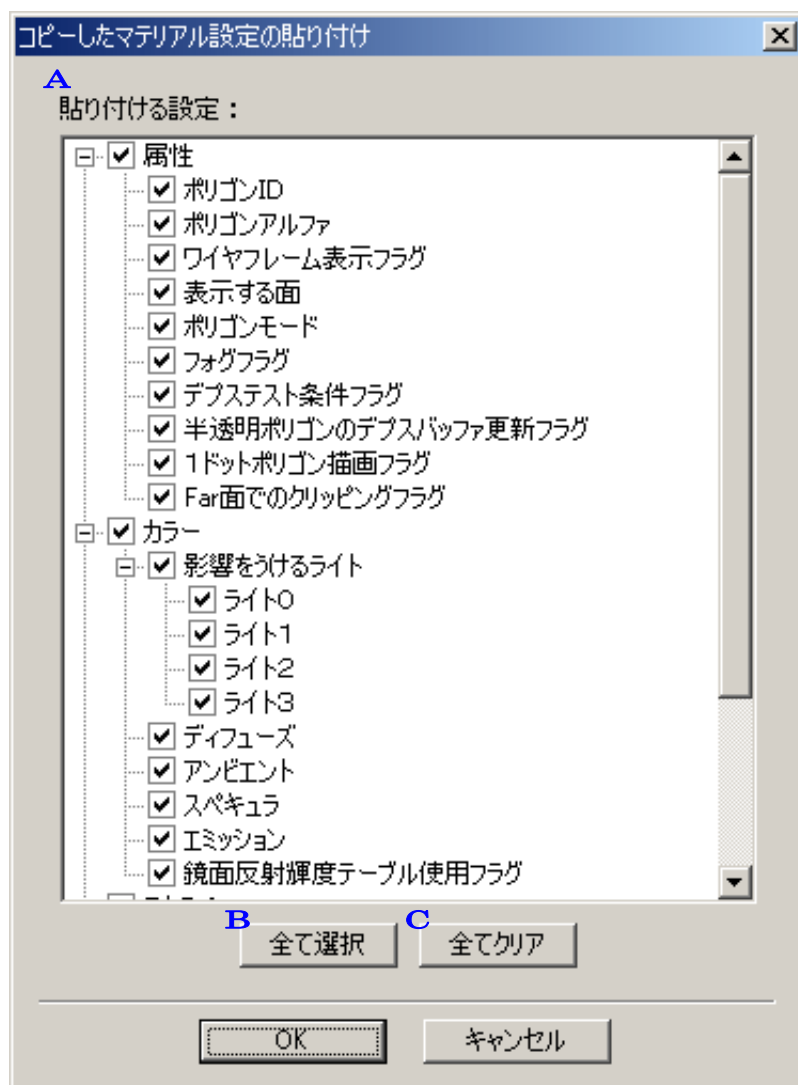 コピーしたマテリアル設定の貼り付け
A
貼り付ける設定：
属性
ポリゴンID
ポリゴンアルファ
ワイヤフレーム表示フラグ
表示する面
ポリゴンモード
フォグフラグ
デプステスト条件フラグ
半透明ポリゴンのデプスバッファ更新フラグ
1ドットポリゴン描画フラグ
Far面でのクリッピングフラグ
カラー
影響をうけるライト
ライト0
ライト1
ライト2
ライト3
ディフューズ
アンビエント
スペキュラ
エミッション
鏡面反射輝度テーブル使用フラグ
B 全て選択 C 全てクリア
OK キャンセル